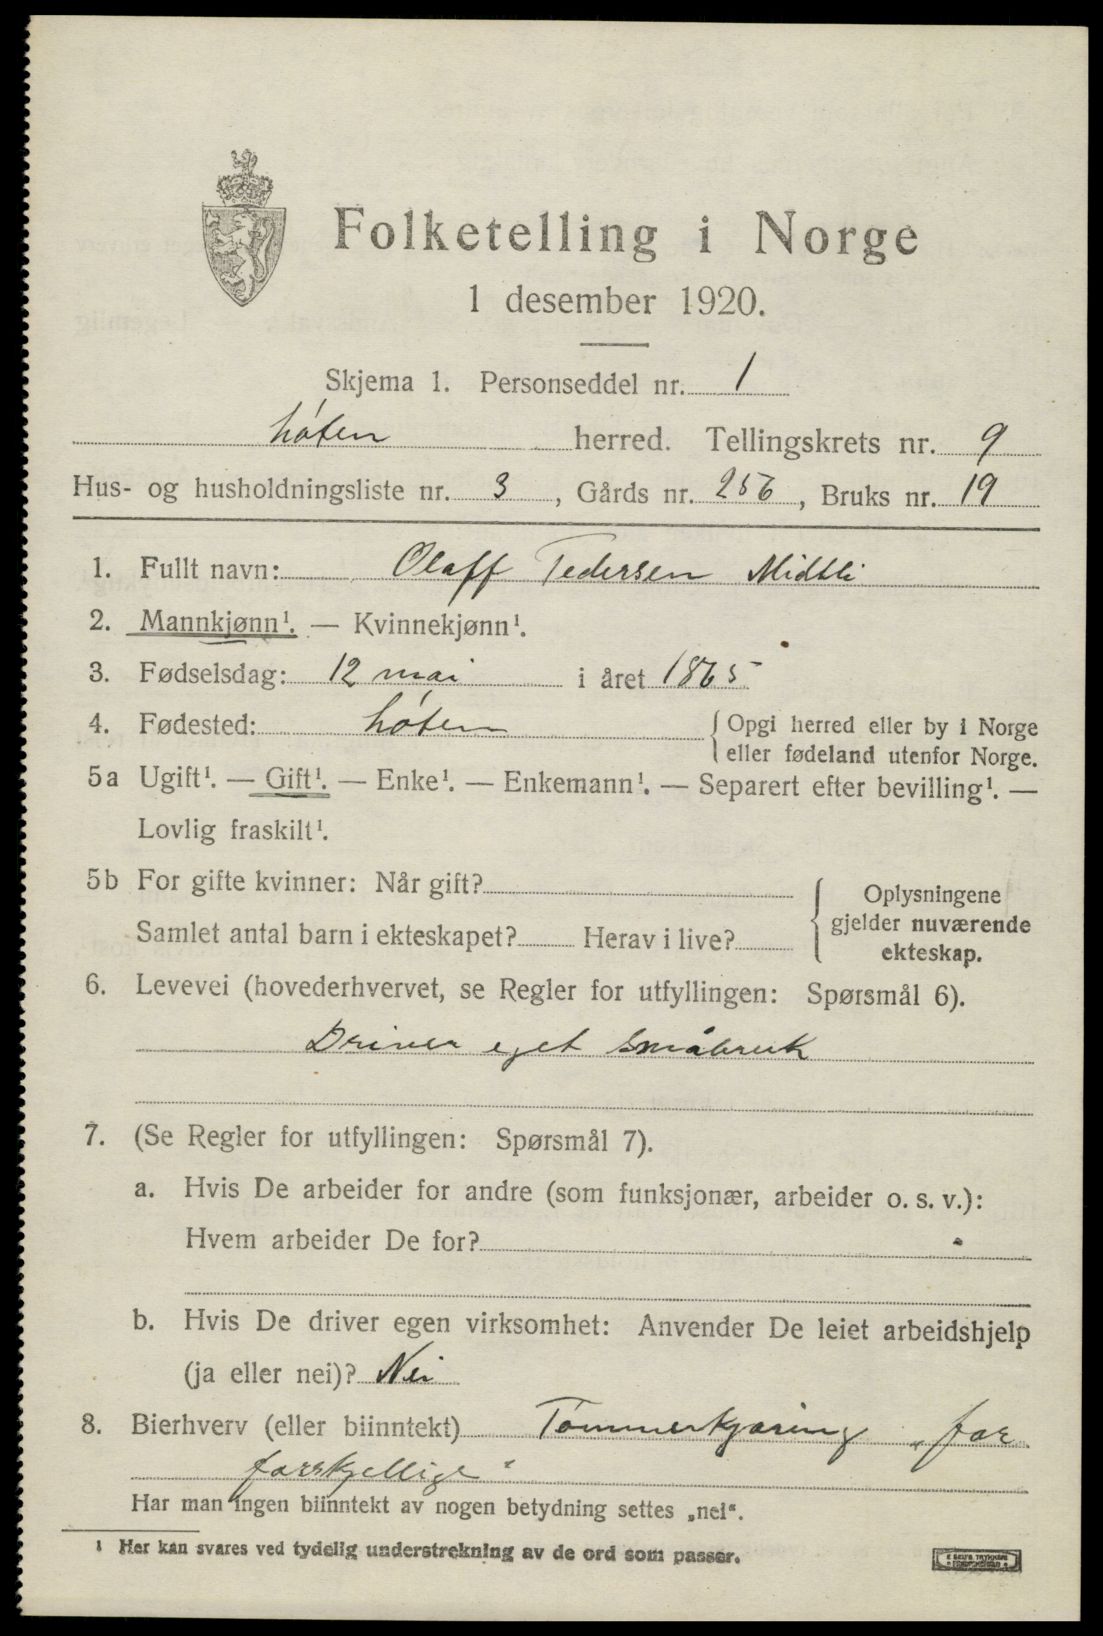 Folketelling i Norge
1 desember 1920.
Skjema 1. Personseddel nr. 1
Løten herred. Tellingskrets nr. 9
Hus- og husholdningsliste nr. 3, Gårds nr. 256, Bruks nr. 19
1. Fullt navn: Olaff Pedersen Midtli
2. Mannkjønn¹. — Kvinnekjønn¹.
3. Fødselsdag: 12 mai i året 1865
4. Fødested: Løten { Opgi herred eller by i Norge
eller fødeland utenfor Norge.
5a Ugift¹. — Gift¹. — Enke¹. — Enkemann¹. — Separert efter bevilling¹. —
Lovlig fraskilt¹.
5b For gifte kvinner: Når gift? { Oplysningene
gjelder nuværende
ekteskap.
Samlet antal barn i ekteskapet? Herav i live?
6. Levevei (hovederhvervet, se Regler for utfyllingen: Spørsmål 6).
Driver eget småbruk
7. (Se Regler for utfyllingen: Spørsmål 7).
a. Hvis De arbeider for andre (som funksjonær, arbeider o. s. v.):
Hvem arbeider De for?
b. Hvis De driver egen virksomhet: Anvender De leiet arbeidshjelp
(ja eller nei)? Nei
8. Bierhverv (eller biinntekt) Tømmerkjøring „for
forskjellige"
Har man ingen biinntekt av nogen betydning settes „nei".
¹ Her kan svares ved tydelig understrekning av de ord som passer.